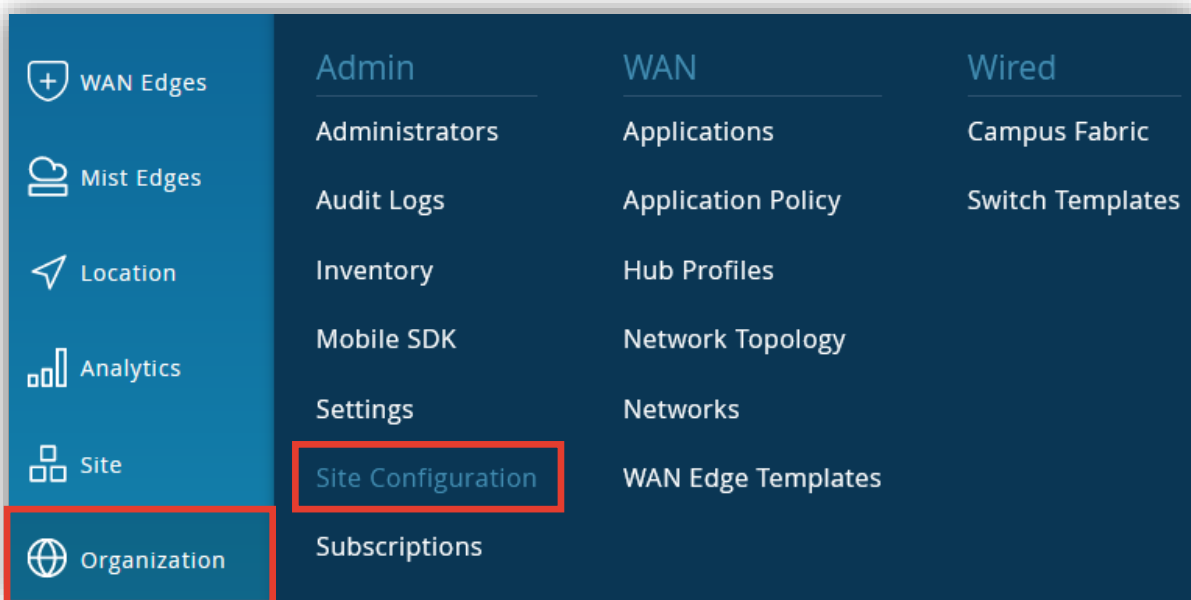 WAN Edges
Mist Edges
Location
Analytics
Site
Organization
Admin
Administrators
Audit Logs
Inventory
Mobile SDK
Settings
Site Configuration
Subscriptions
WAN
Applications
Application Policy
Hub Profiles
Network Topology
Networks
WAN Edge Templates
Wired
Campus Fabric
Switch Templates